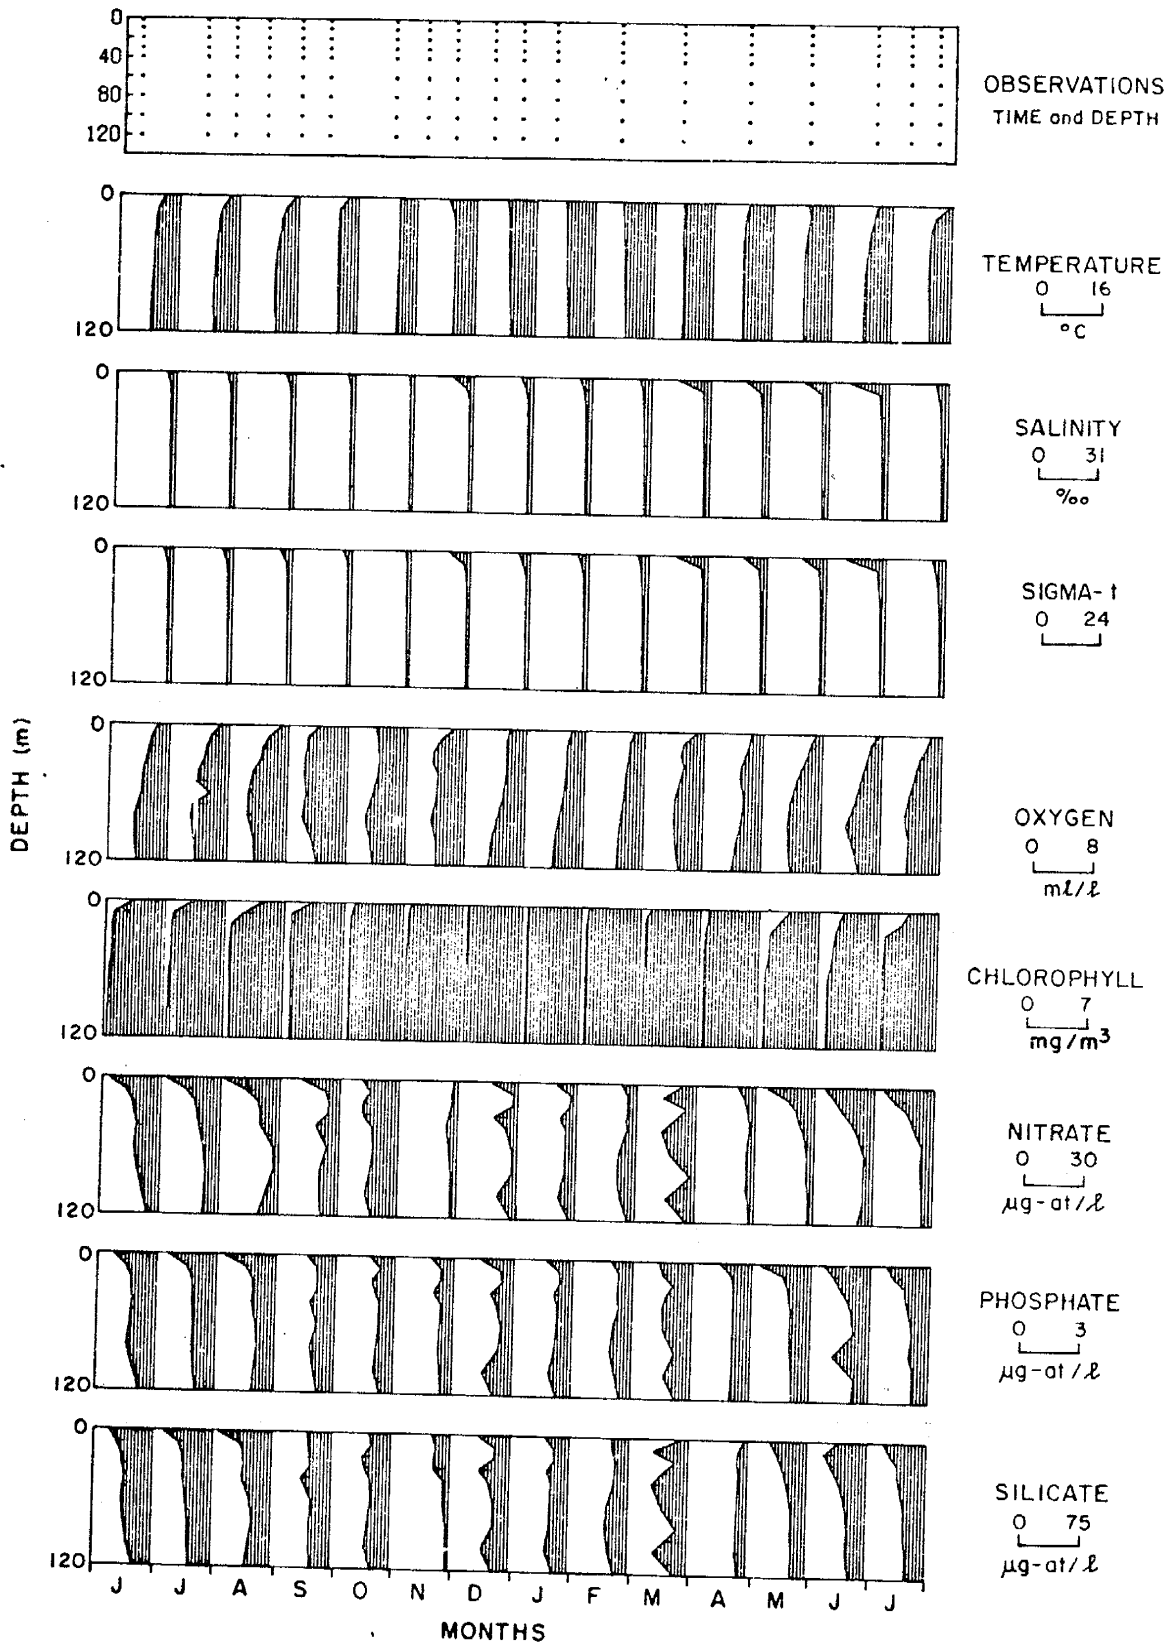 0
40
80
120
OBSERVATIONS
TIME and DEPTH
0
120
TEMPERATURE
0 16
°C
0
120
SALINITY
0 31
‰
0
120
SIGMA-t
0 24
DEPTH (m)
0
120
OXYGEN
0 8
ml/l
0
120
CHLOROPHYLL
0 7
mg/m³
0
120
NITRATE
0 30
μg-at/l
0
120
PHOSPHATE
0 3
μg-at/l
0
120
SILICATE
0 75
μg-at/l
J J A S O N D J F M A M J J
MONTHS